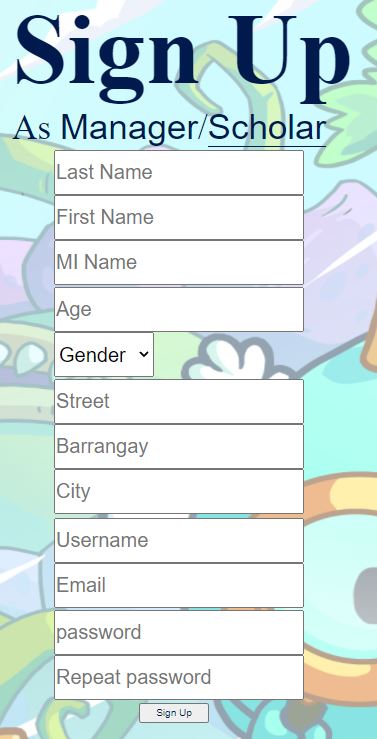 Sign Up
As Manager/Scholar
Last Name
First Name
MI Name
Age
Gender
Street
Barrangay
City
Username
Email
password
Repeat password
Sign Up